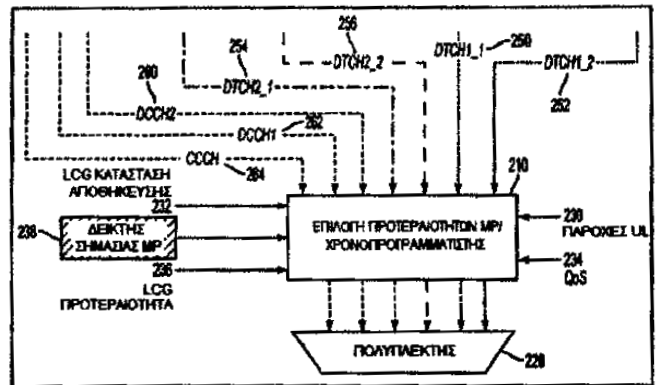 256
254
DTCH1_1
250
DTCH2_2
DTCH1_2
260
DTCH2_1
252
DCCH2
262
DCCH1
CCCH
264
210
LCG ΚΑΤΑΣΤΑΣΗ
ΑΠΟΘΗΚΕΥΣΗΣ
232
238
ΔΕΙΚΤΗΣ
ΣΗΜΑΣΙΑΣ MP
ΕΠΙΛΟΓΗ ΠΡΟΤΕΡΑΙΟΤΗΤΩΝ MP/
ΧΡΟΝΟΠΡΟΓΡΑΜΜΑΤΙΣΤΗΣ
230
ΠΑΡΟΧΕΣ UL
236
LCG
ΠΡΟΤΕΡΑΙΟΤΗΤΑ
234
QoS
ΠΟΛΥΠΛΕΚΤΗΣ
220